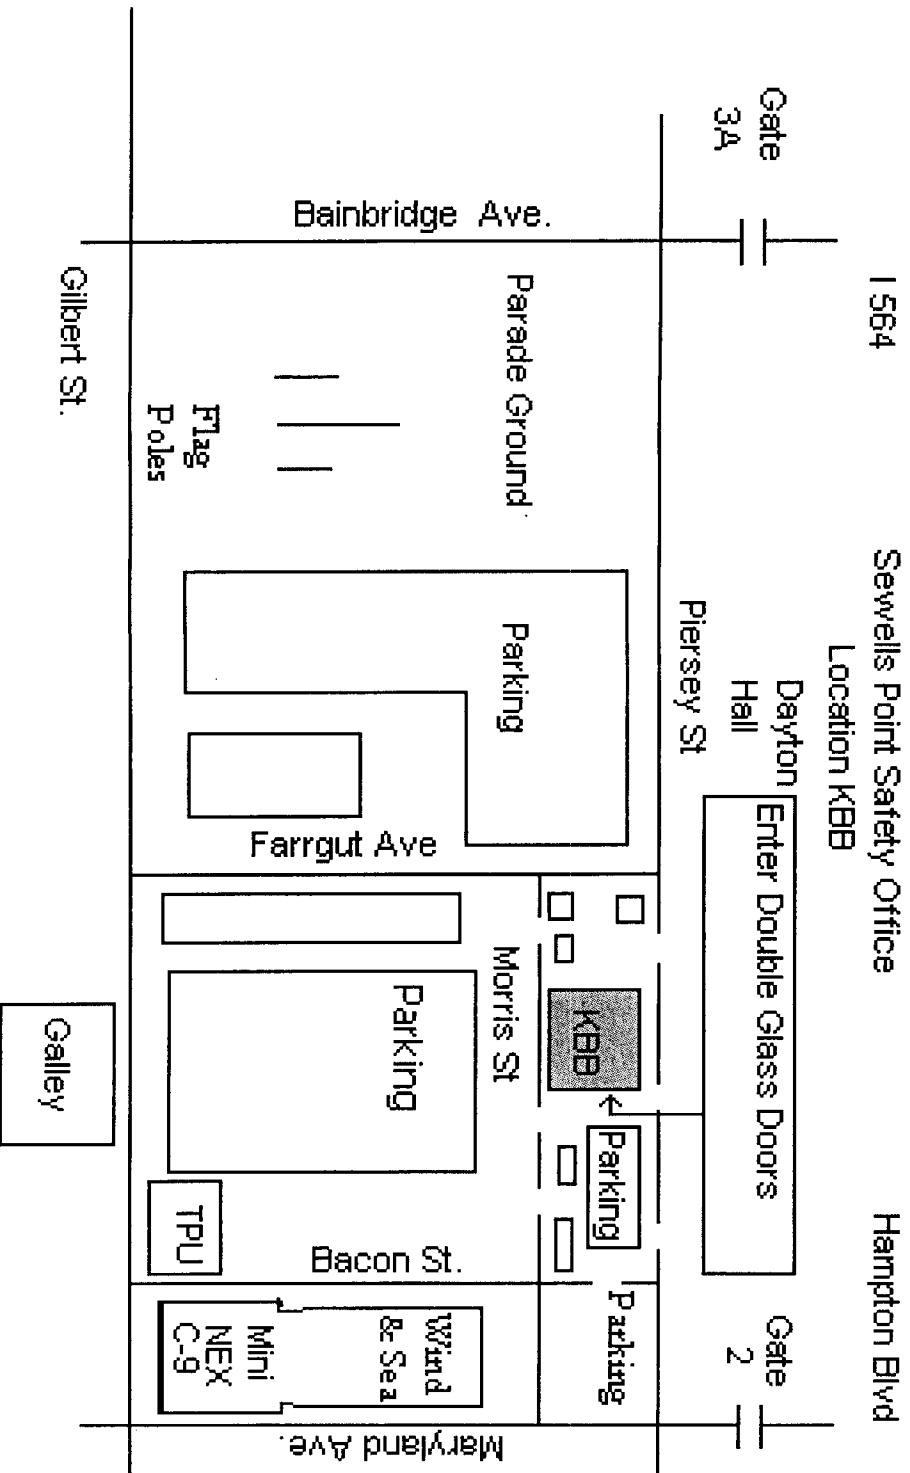 I 564
Sewells Point Safety Office
Location KBB
Hampton Blvd
Gate
3A
Dayton
Hall
Enter Double Glass Doors
Gate
2
Piersey St
Bainbridge Ave.
Parade Ground
Flag
Poles
Parking
Farrgut Ave
KBB
Parking
Parking
Morris St
Parking
Bacon St.
TPU
Wind
& Sea
Mini
NEX
C-9
Maryland Ave.
Gilbert St.
Galley